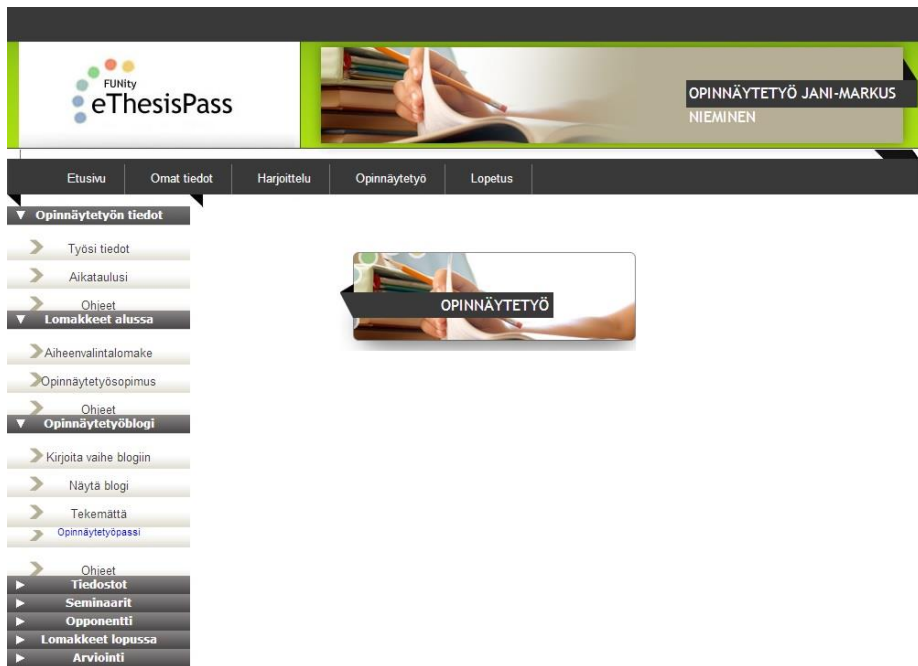 FUNity
eThesisPass
OPINNÄYTETYÖ JANI-MARKUS
NIEMINEN
Etusivu Omat tiedot Harjoittelu Opinnäytetyö Lopetus
Opinnäytetyön tiedot
Työsi tiedot
Aikataulusi
Ohjeet
Lomakkeet alussa
Aiheenvalintalomake
Opinnäytetyösopimus
Ohjeet
Opinnäytetyöblogi
Kirjoita vaihe blogiin
Näytä blogi
Tekemättä
Opinnäytetyöpassi
Ohjeet
Tiedostot
Seminaarit
Opponentti
Lomakkeet lopussa
Arviointi
OPINNÄYTETYÖ